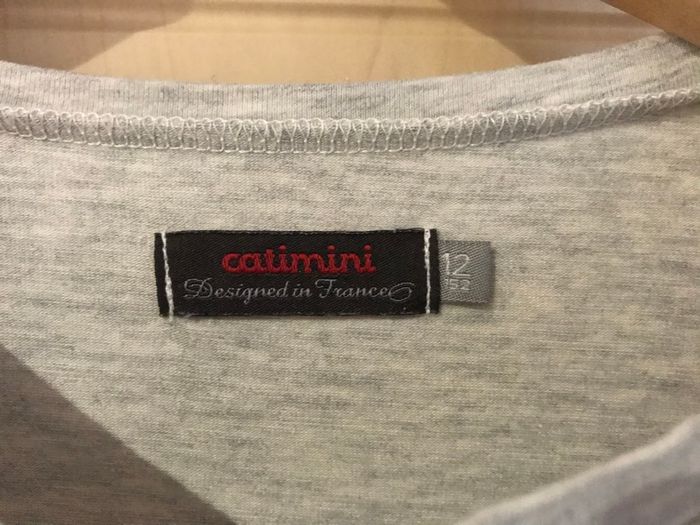 catimini
Designed in France
12
152